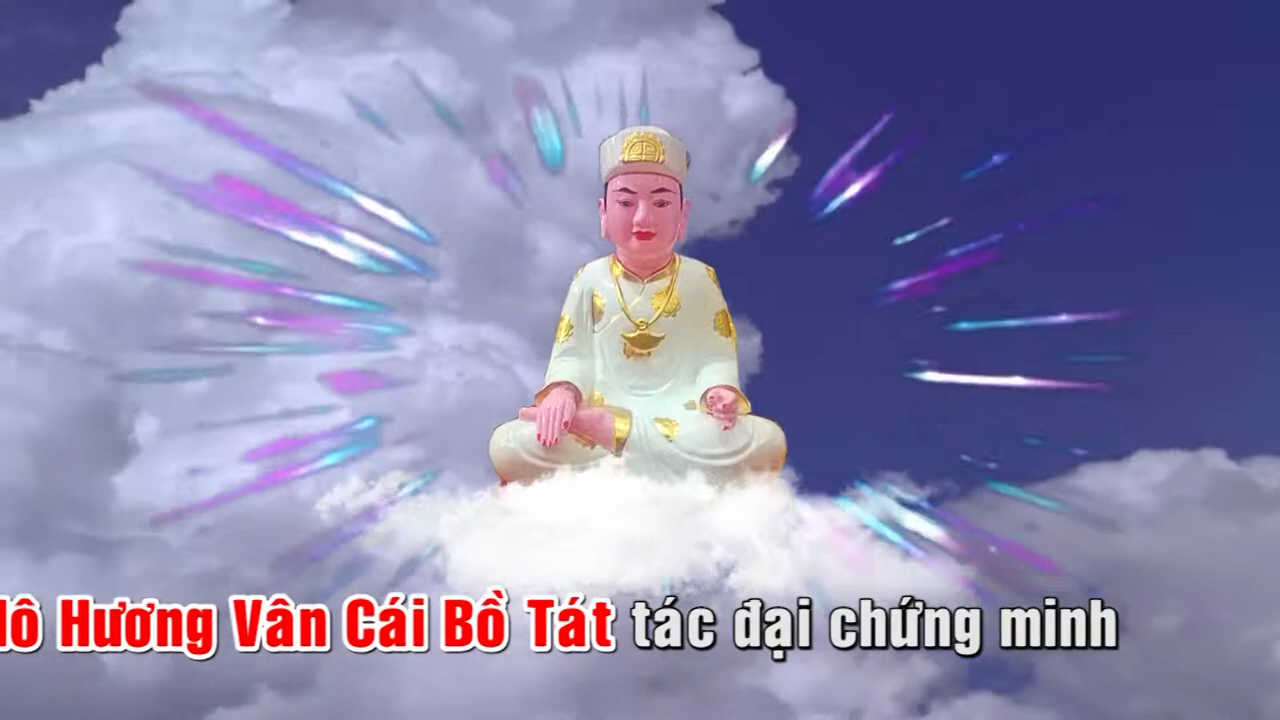 ô Hương Vân Cái Bồ Tát tác đại chứng minh